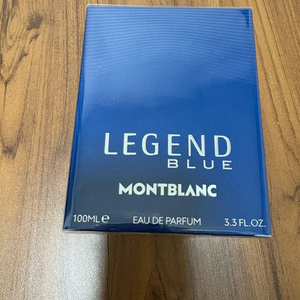 LEGEND
BLUE
MONTBLANC
100ML e EAU DE PARFUM 3.3 FL.OZ.